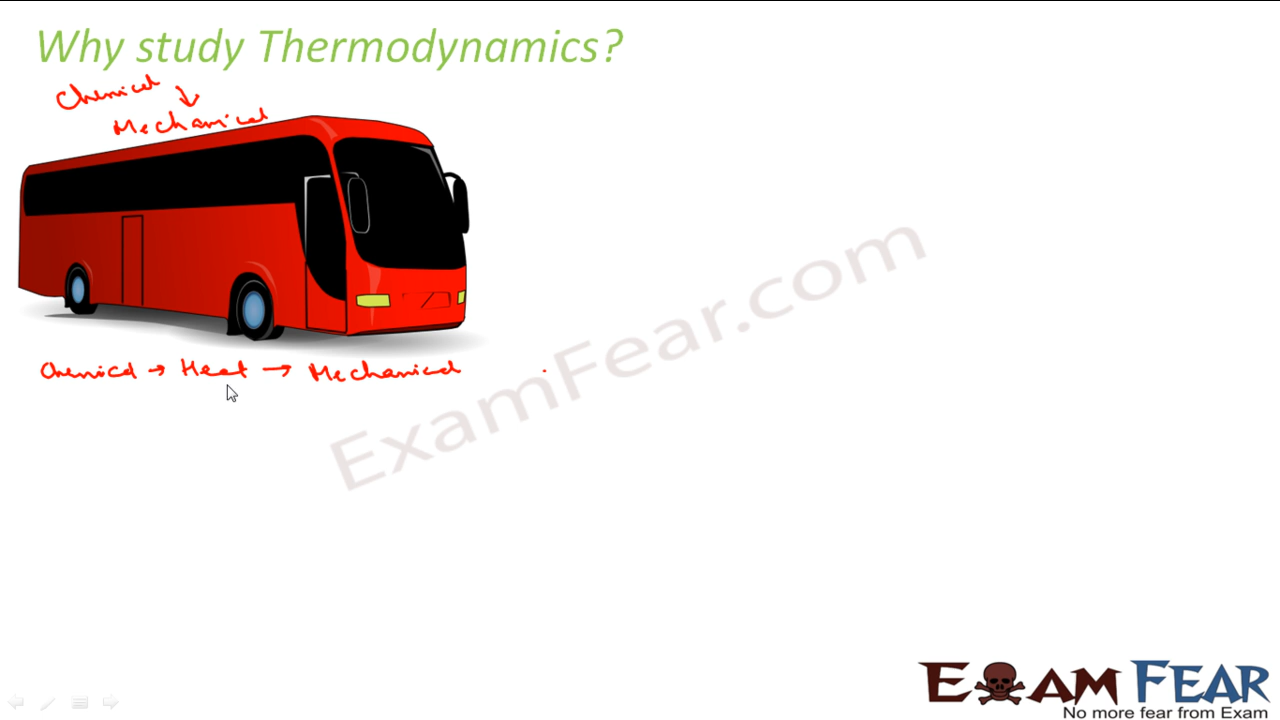 Why study Thermodynamics?
Chemical ↓
Mechanical
Chemical → Heat → Mechanical
ExamFear.com
EXAM FEAR
No more fear from Exam